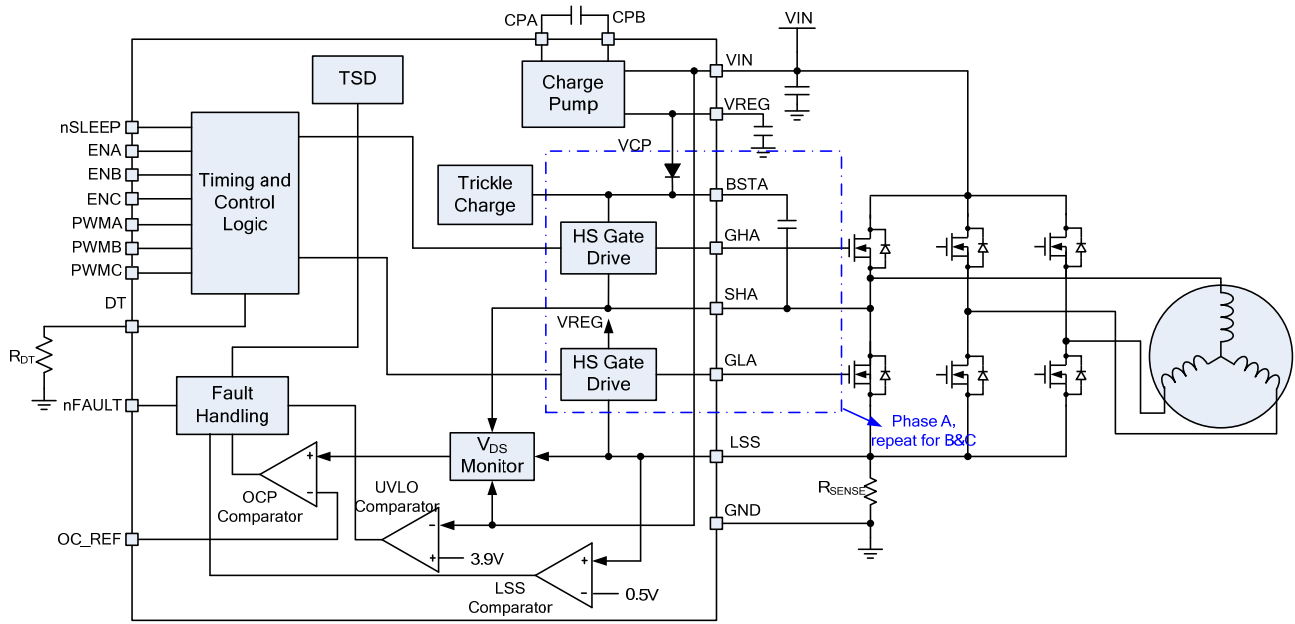 CPA
CPB
VIN
TSD
Charge
Pump
VIN
VREG
nSLEEP
ENA
ENB
ENC
PWMA
PWMB
PWMC
DT
Timing and
Control
Logic
VCP
Trickle
Charge
BSTA
HS Gate
Drive
GHA
SHA
VREG
HS Gate
Drive
GLA
RDT
nFAULT
Fault
Handling
Phase A,
repeat for B&C
VDS
Monitor
LSS
+
-
OCP
Comparator
UVLO
Comparator
-
+
3.9V
RSENSE
GND
OC_REF
LSS
Comparator
+
-
0.5V